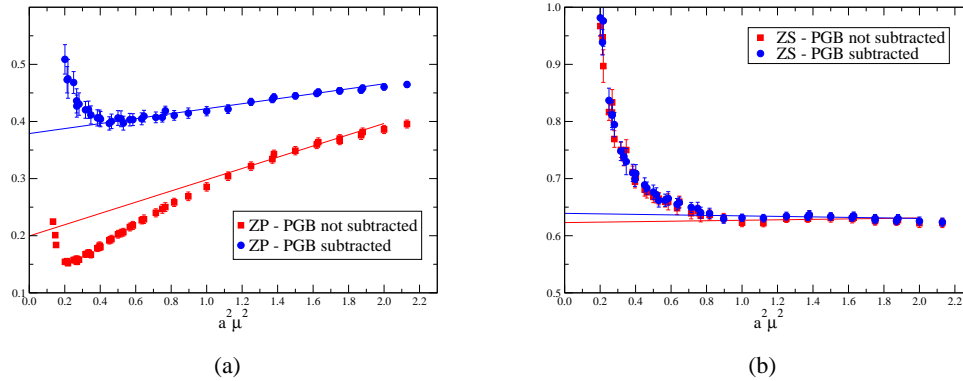 0.5
0.4
0.3
0.2
0.1
0.0 0.2 0.4 0.6 0.8 1.0 1.2 1.4 1.6 1.8 2.0 2.2
a²μ²
ZP - PGB not subtracted
ZP - PGB subtracted
(a)
1.0
0.9
0.8
0.7
0.6
0.5
0.0 0.2 0.4 0.6 0.8 1.0 1.2 1.4 1.6 1.8 2.0 2.2
a²μ²
ZS - PGB not subtracted
ZS - PGB subtracted
(b)